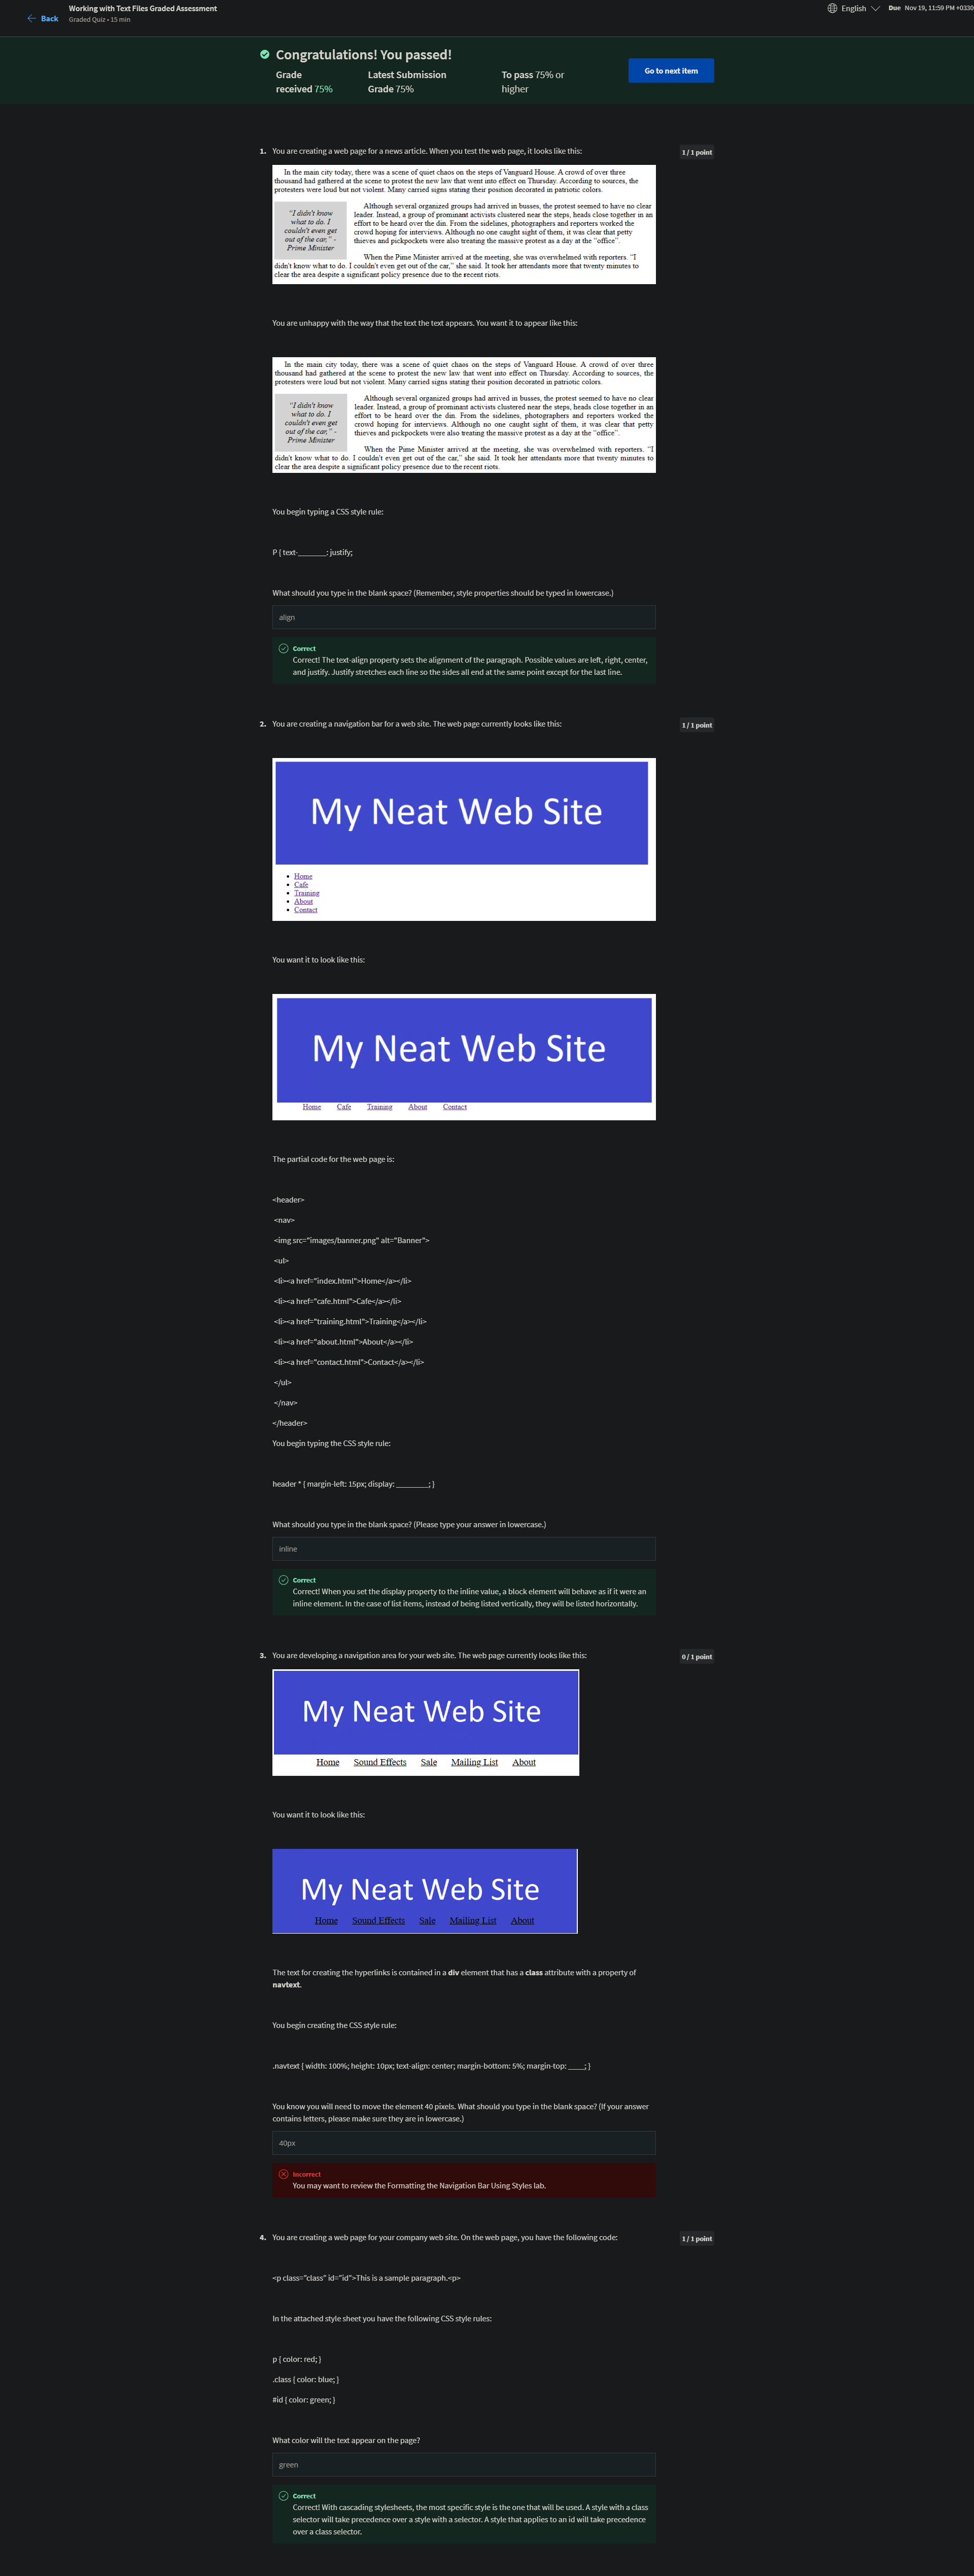 Back
Working with Text Files Graded Assessment
Graded Quiz • 15 min
English
Due Nov 19, 11:59 PM +0330
Congratulations! You passed!
Grade
received 75%
Latest Submission
Grade 75%
To pass 75% or
higher
Go to next item
1. You are creating a web page for a news article. When you test the web page, it looks like this:
1 / 1 point
In the main city today, there was a scene of quiet chaos on the steps of Vanguard House. A crowd of over three
thousand had gathered at the scene to protest the new law that went into effect on Thursday. According to sources, the
protesters were loud but not violent. Many carried signs stating their position decorated in patriotic colors.
"I didn't know
what to do. I
couldn't even get
out of the car," -
Prime Minister
Although several organized groups had arrived in busses, the protest seemed to have no clear
leader. Instead, a group of prominant activists clustered near the steps, heads close together in an
effort to be heard over the din. From the sidelines, photographers and reporters worked the
crowd hoping for interviews. Although no one caught sight of them, it was clear that petty
thieves and pickpockets were also treating the massive protest as a day at the "office".
When the Pime Minister arrived at the meeting, she was overwhelmed with reporters. "I
didn't know what to do. I couldn't even get out of the car," she said. It took her attendants more that twenty minutes to
clear the area despite a significant policy presence due to the recent riots.
You are unhappy with the way that the text the text appears. You want it to appear like this:
In the main city today, there was a scene of quiet chaos on the steps of Vanguard House. A crowd of over three
thousand had gathered at the scene to protest the new law that went into effect on Thursday. According to sources, the
protesters were loud but not violent. Many carried signs stating their position decorated in patriotic colors.
"I didn't know
what to do. I
couldn't even get
out of the car," -
Prime Minister
Although several organized groups had arrived in busses, the protest seemed to have no clear
leader. Instead, a group of prominant activists clustered near the steps, heads close together in an
effort to be heard over the din. From the sidelines, photographers and reporters worked the
crowd hoping for interviews. Although no one caught sight of them, it was clear that petty
thieves and pickpockets were also treating the massive protest as a day at the "office".
When the Pime Minister arrived at the meeting, she was overwhelmed with reporters. "I
didn't know what to do. I couldn't even get out of the car," she said. It took her attendants more that twenty minutes to
clear the area despite a significant policy presence due to the recent riots.
You begin typing a CSS style rule:
P { text-_______: justify;
What should you type in the blank space? (Remember, style properties should be typed in lowercase.)
align
Correct
Correct! The text-align property sets the alignment of the paragraph. Possible values are left, right, center,
and justify. Justify stretches each line so the sides all end at the same point except for the last line.
2. You are creating a navigation bar for a web site. The web page currently looks like this:
1 / 1 point
My Neat Web Site
• Home
• Cafe
• Training
• About
• Contact
You want it to look like this:
My Neat Web Site
Home Cafe Training About Contact
The partial code for the web page is:
<header>
<nav>
<img src="images/banner.png" alt="Banner">
<ul>
<li><a href="index.html">Home</a></li>
<li><a href="cafe.html">Cafe</a></li>
<li><a href="training.html">Training</a></li>
<li><a href="about.html">About</a></li>
<li><a href="contact.html">Contact</a></li>
</ul>
</nav>
</header>
You begin typing the CSS style rule:
header * { margin-left: 15px; display: ________; }
What should you type in the blank space? (Please type your answer in lowercase.)
inline
Correct
Correct! When you set the display property to the inline value, a block element will behave as if it were an
inline element. In the case of list items, instead of being listed vertically, they will be listed horizontally.
3. You are developing a navigation area for your web site. The web page currently looks like this:
0 / 1 point
My Neat Web Site
Home Sound Effects Sale Mailing List About
You want it to look like this:
My Neat Web Site
Home Sound Effects Sale Mailing List About
The text for creating the hyperlinks is contained in a div element that has a class attribute with a property of
navtext.
You begin creating the CSS style rule:
.navtext { width: 100%; height: 10px; text-align: center; margin-bottom: 5%; margin-top: ____; }
You know you will need to move the element 40 pixels. What should you type in the blank space? (If your answer
contains letters, please make sure they are in lowercase.)
40px
Incorrect
You may want to review the Formatting the Navigation Bar Using Styles lab.
4. You are creating a web page for your company web site. On the web page, you have the following code:
1 / 1 point
<p class="class" id="id">This is a sample paragraph.<p>
In the attached style sheet you have the following CSS style rules:
p { color: red; }
.class { color: blue; }
#id { color: green; }
What color will the text appear on the page?
green
Correct
Correct! With cascading stylesheets, the most specific style is the one that will be used. A style with a class
selector will take precedence over a style with a selector. A style that applies to an id will take precedence
over a class selector.